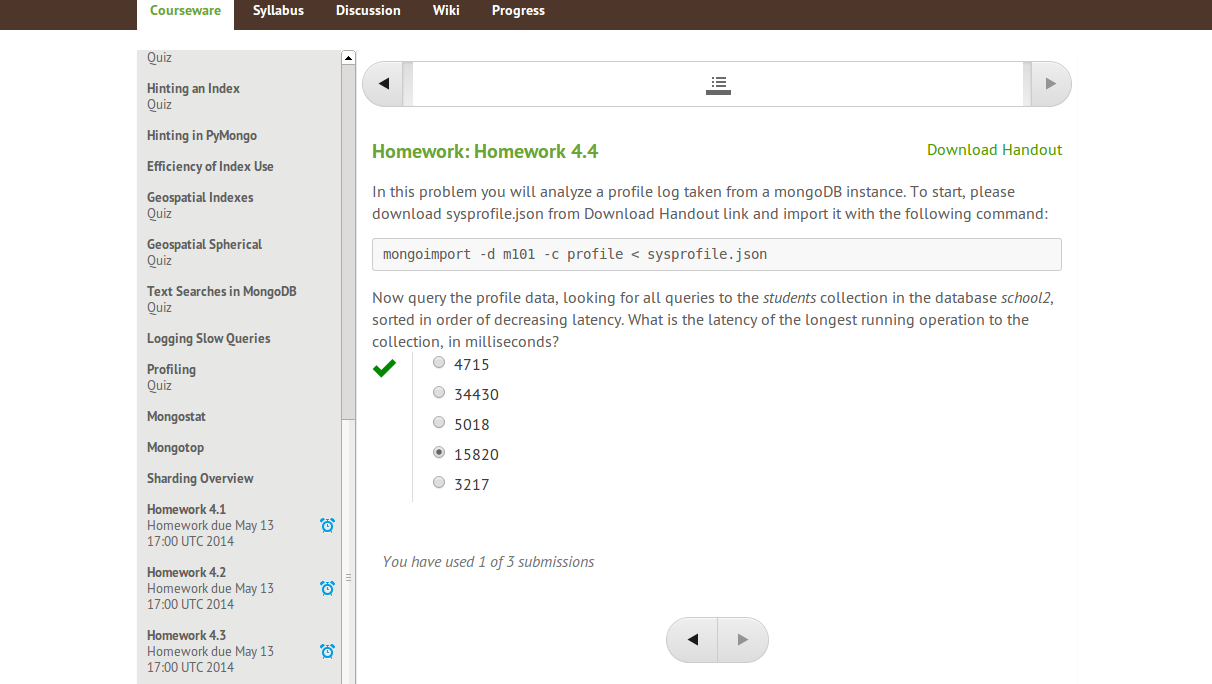 Courseware Syllabus Discussion Wiki Progress
Quiz
Hinting an Index
Quiz
Hinting in PyMongo
Efficiency of Index Use
Geospatial Indexes
Quiz
Geospatial Spherical
Quiz
Text Searches in MongoDB
Quiz
Logging Slow Queries
Profiling
Quiz
Mongostat
Mongotop
Sharding Overview
Homework 4.1
Homework due May 13
17:00 UTC 2014
Homework 4.2
Homework due May 13
17:00 UTC 2014
Homework 4.3
Homework due May 13
17:00 UTC 2014
Homework: Homework 4.4
Download Handout
In this problem you will analyze a profile log taken from a mongoDB instance. To start, please
download sysprofile.json from Download Handout link and import it with the following command:
mongoimport -d m101 -c profile < sysprofile.json
Now query the profile data, looking for all queries to the students collection in the database school2,
sorted in order of decreasing latency. What is the latency of the longest running operation to the
collection, in milliseconds?
4715
34430
5018
15820
3217
You have used 1 of 3 submissions